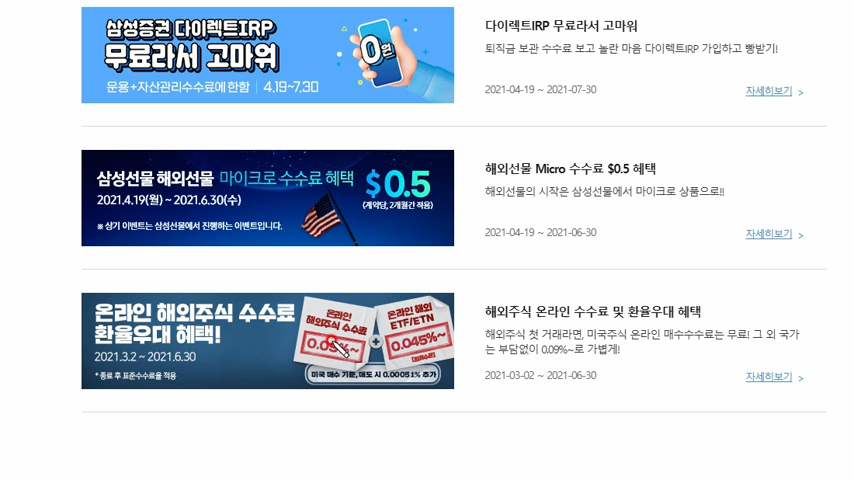 삼성증권 다이렉트IRP
무료라서 고마워
운용+자산관리수수료에 한함 | 4.19~7.30
0원
다이렉트IRP 무료라서 고마워
퇴직금 보관 수수료 보고 놀란 마음 다이렉트IRP 가입하고 빵받기!
2021-04-19 ~ 2021-07-30
자세히보기 >
삼성선물 해외선물 마이크로 수수료 혜택
2021.4.19(월) ~ 2021.6.30(수)
※ 상기 이벤트는 삼성선물에서 진행하는 이벤트입니다.
$0.5
(계약당, 2개월간 적용)
해외선물 Micro 수수료 $0.5 혜택
해외선물의 시작은 삼성선물에서 마이크로 상품으로!!
2021-04-19 ~ 2021-06-30
자세히보기 >
온라인 해외주식 수수료
환율우대 혜택!
2021.3.2 ~ 2021.6.30
* 종료 후 표준수수료율 적용
온라인
해외주식 수수료
+
온라인 해외
ETF/ETN
0.045%~
미국 매수 기준, 매도 시 0.00051% 추가
해외주식 온라인 수수료 및 환율우대 혜택
해외주식 첫 거래라면, 미국주식 온라인 매수수수료는 무료! 그 외 국가
는 부담없이 0.09%~로 가볍게!
2021-03-02 ~ 2021-06-30
자세히보기 >